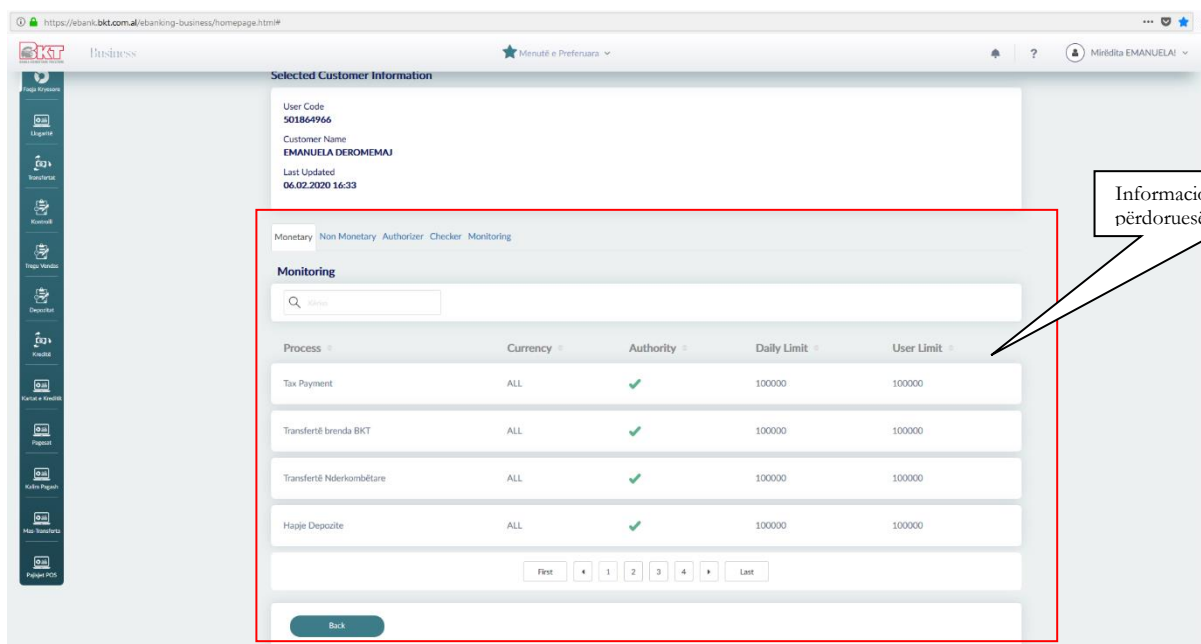 https://ebank.bkt.com.al/ebanking-business/homepage.html#
BKT
Business
Menutë e Preferuara
?
Mirëdita EMANUELA!
Faqja Kryesore
Llogaritë
Transfertat
Kontrolli
Tregu Vendas
Depozitat
Kreditë
Kartat e Kreditit
Pagesat
Kalim Pagash
Mas Transferta
Pajisjet POS
Selected Customer Information
User Code
501864966
Customer Name
EMANUELA DEROMEMAJ
Last Updated
06.02.2020 16:33
Informacio
përdoruesë
Monetary Non Monetary Authorizer Checker Monitoring
Monitoring
Process Currency Authority Daily Limit User Limit
Tax Payment ALL 100000 100000
Transfertë brenda BKT ALL 100000 100000
Transfertë Nderkombëtare ALL 100000 100000
Hapje Depozite ALL 100000 100000
First 1 2 3 4 Last
Back